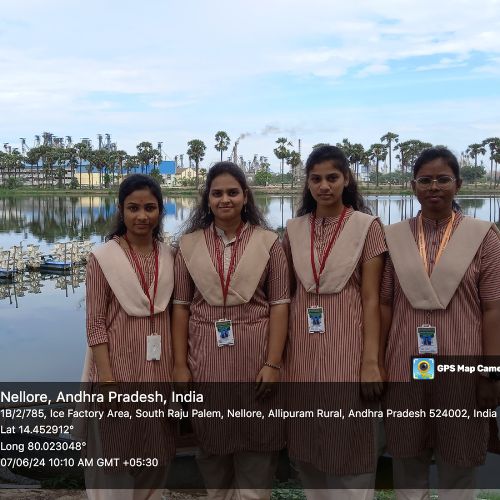 GPS Map Came
Nellore, Andhra Pradesh, India
1B/2/785, Ice Factory Area, South Raju Palem, Nellore, Allipuram Rural, Andhra Pradesh 524002, India
Lat 14.452912°
Long 80.023048°
07/06/24 10:10 AM GMT +05:30